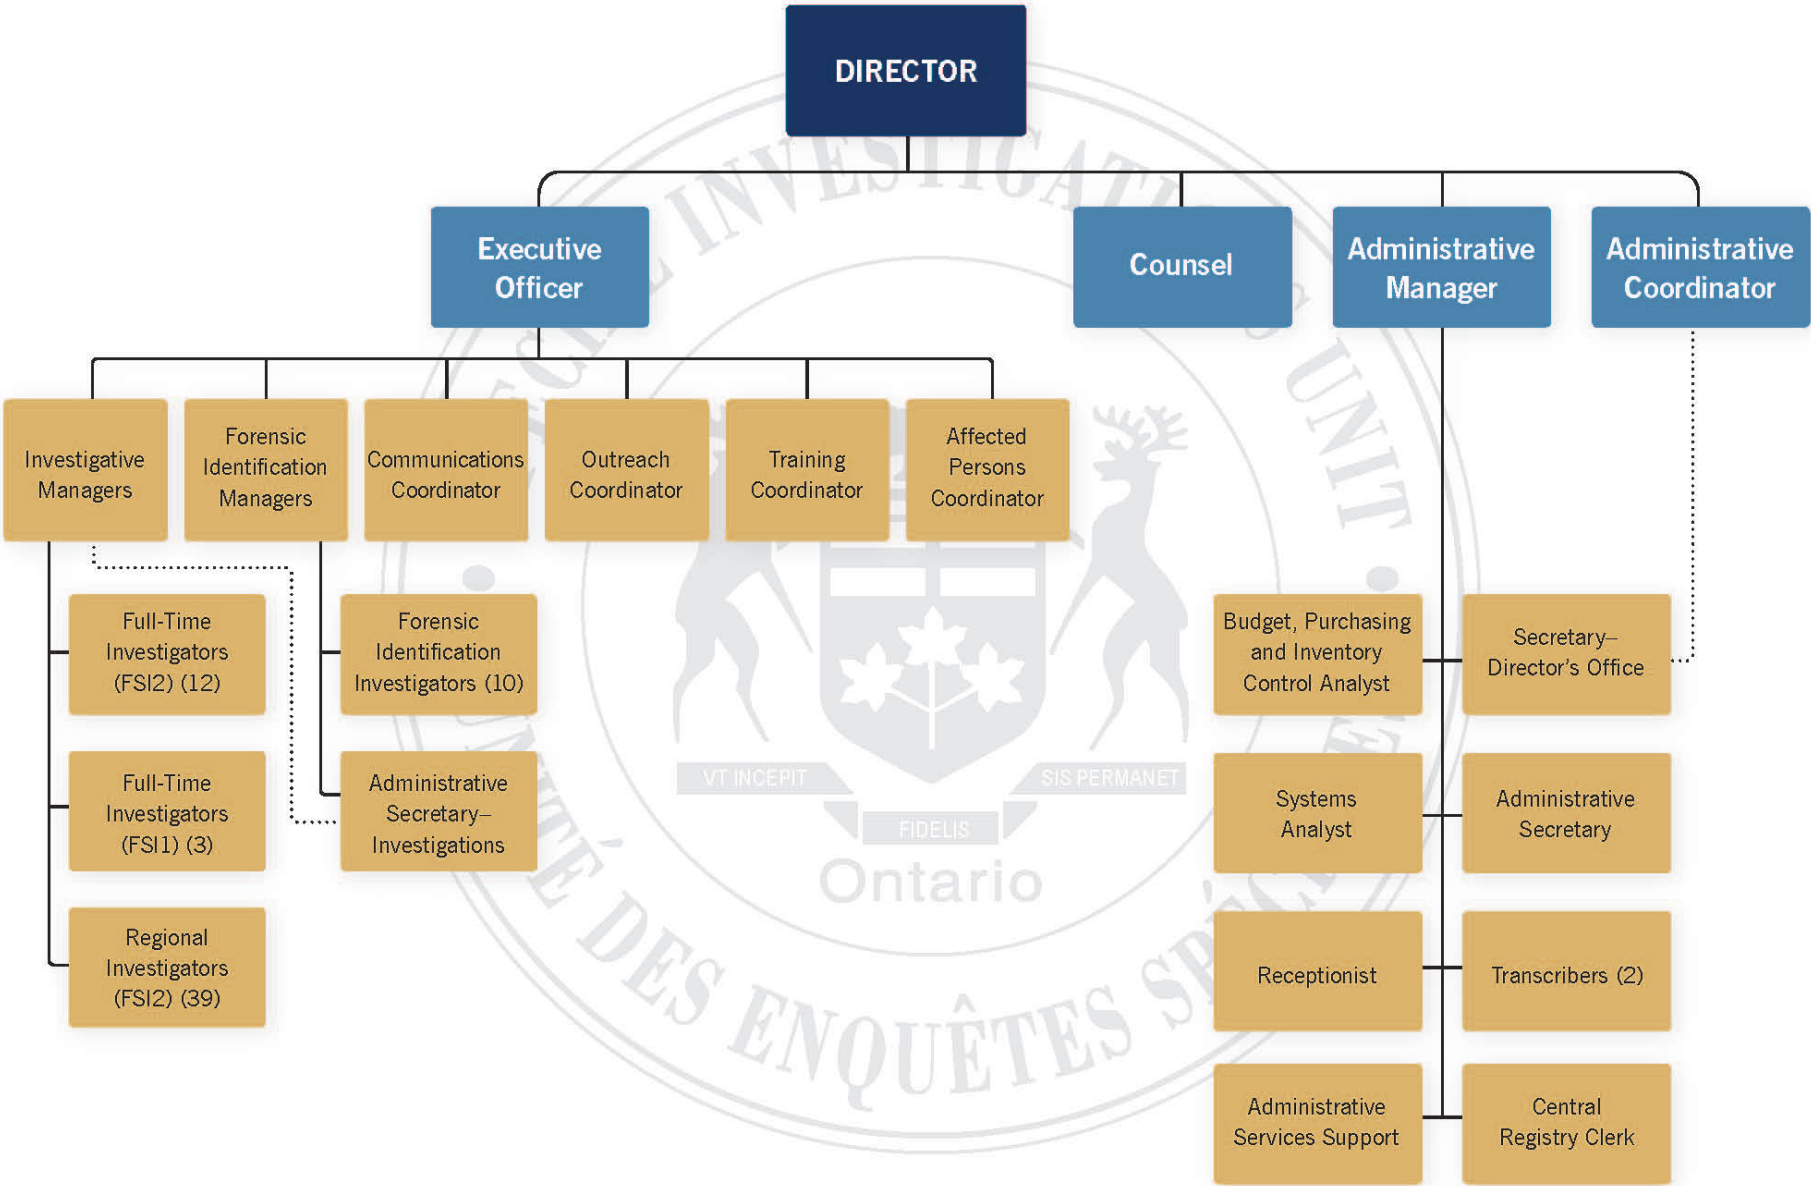 DIRECTOR
Executive
Officer
Counsel
Administrative
Manager
Administrative
Coordinator
Investigative
Managers
Forensic
Identification
Managers
Communications
Coordinator
Outreach
Coordinator
Training
Coordinator
Affected
Persons
Coordinator
Full-Time
Investigators
(FSI2) (12)
Forensic
Identification
Investigators (10)
Full-Time
Investigators
(FSI1) (3)
Administrative
Secretary–
Investigations
Regional
Investigators
(FSI2) (39)
Budget, Purchasing
and Inventory
Control Analyst
Secretary–
Director's Office
Systems
Analyst
Administrative
Secretary
Receptionist
Transcribers (2)
Administrative
Services Support
Central
Registry Clerk
INVESTIGATIONS UNIT
UNITÉ DES ENQUÊTES
VT INCEPIT
SIS PERMANET
FIDELIS
Ontario